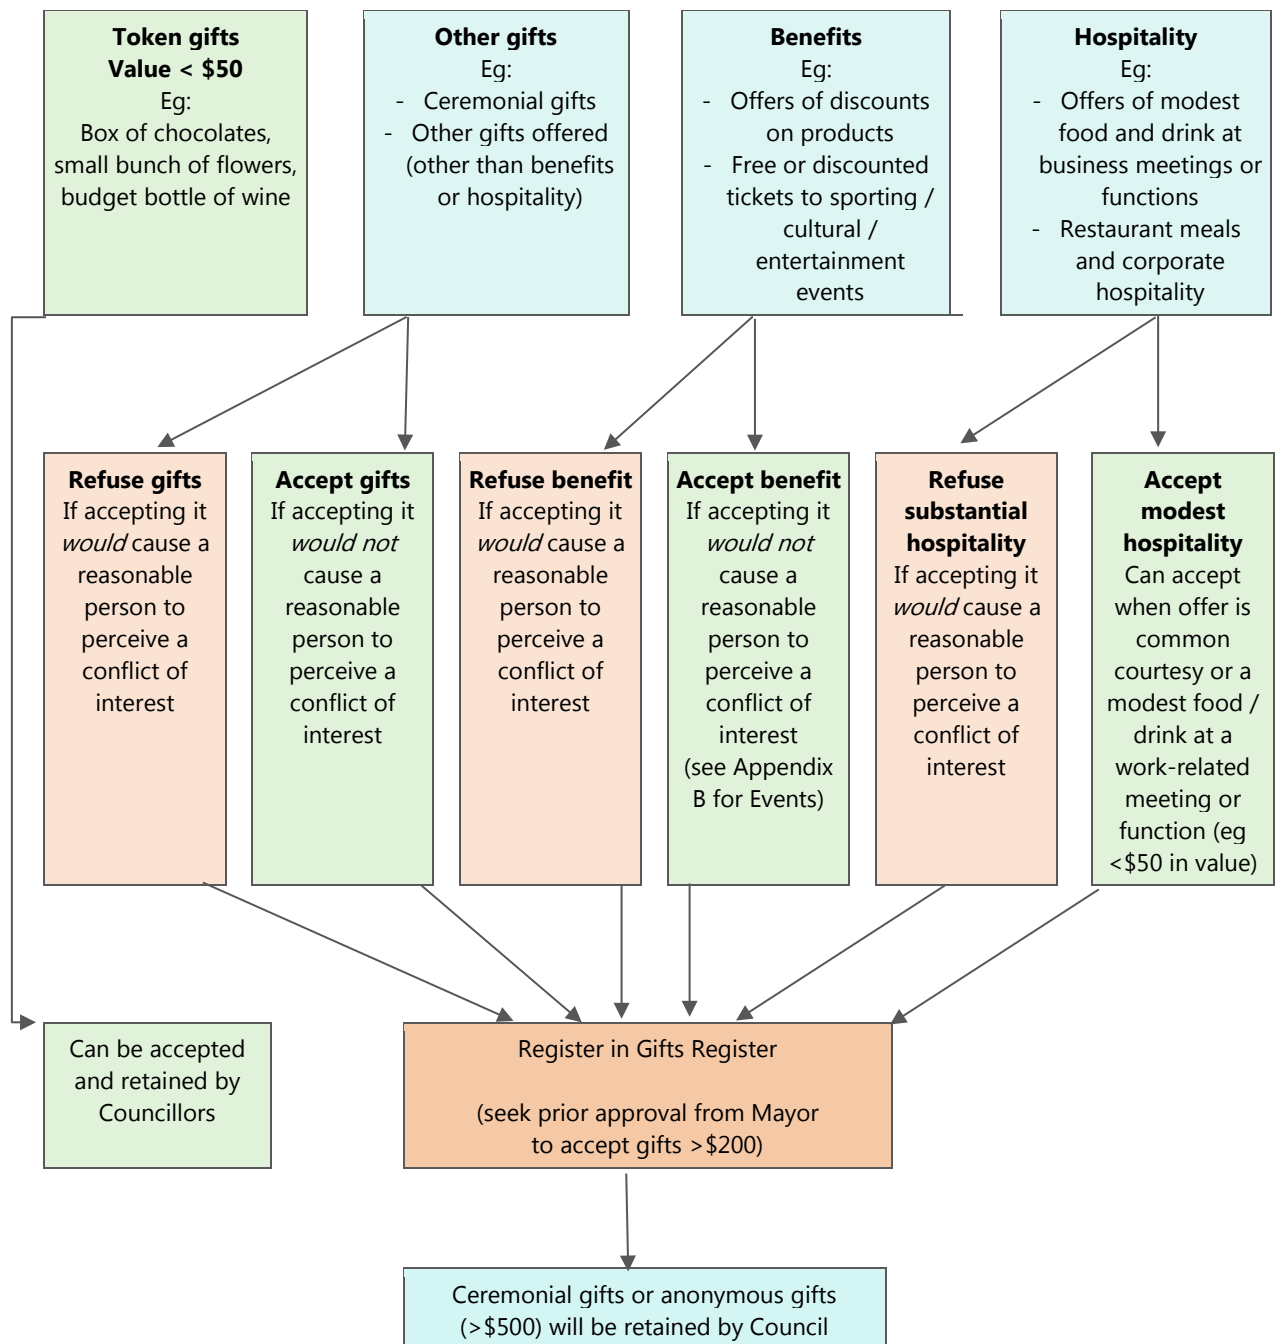 Token gifts
Value < $50
Eg:
Box of chocolates,
small bunch of flowers,
budget bottle of wine
Other gifts
Eg:
- Ceremonial gifts
- Other gifts offered
(other than benefits
or hospitality)
Benefits
Eg:
- Offers of discounts
on products
- Free or discounted
tickets to sporting /
cultural /
entertainment
events
Hospitality
Eg:
- Offers of modest
food and drink at
business meetings or
functions
- Restaurant meals
and corporate
hospitality
Refuse gifts
If accepting it
would cause a
reasonable
person to
perceive a
conflict of
interest
Accept gifts
If accepting it
would not
cause a
reasonable
person to
perceive a
conflict of
interest
Refuse benefit
If accepting it
would cause a
reasonable
person to
perceive a
conflict of
interest
Accept benefit
If accepting it
would not
cause a
reasonable
person to
perceive a
conflict of
interest
(see Appendix
B for Events)
Refuse
substantial
hospitality
If accepting it
would cause a
reasonable
person to
perceive a
conflict of
interest
Accept
modest
hospitality
Can accept
when offer is
common
courtesy or a
modest food /
drink at a
work-related
meeting or
function (eg
<$50 in value)
Can be accepted
and retained by
Councillors
Register in Gifts Register
(seek prior approval from Mayor
to accept gifts >$200)
Ceremonial gifts or anonymous gifts
(>$500) will be retained by Council